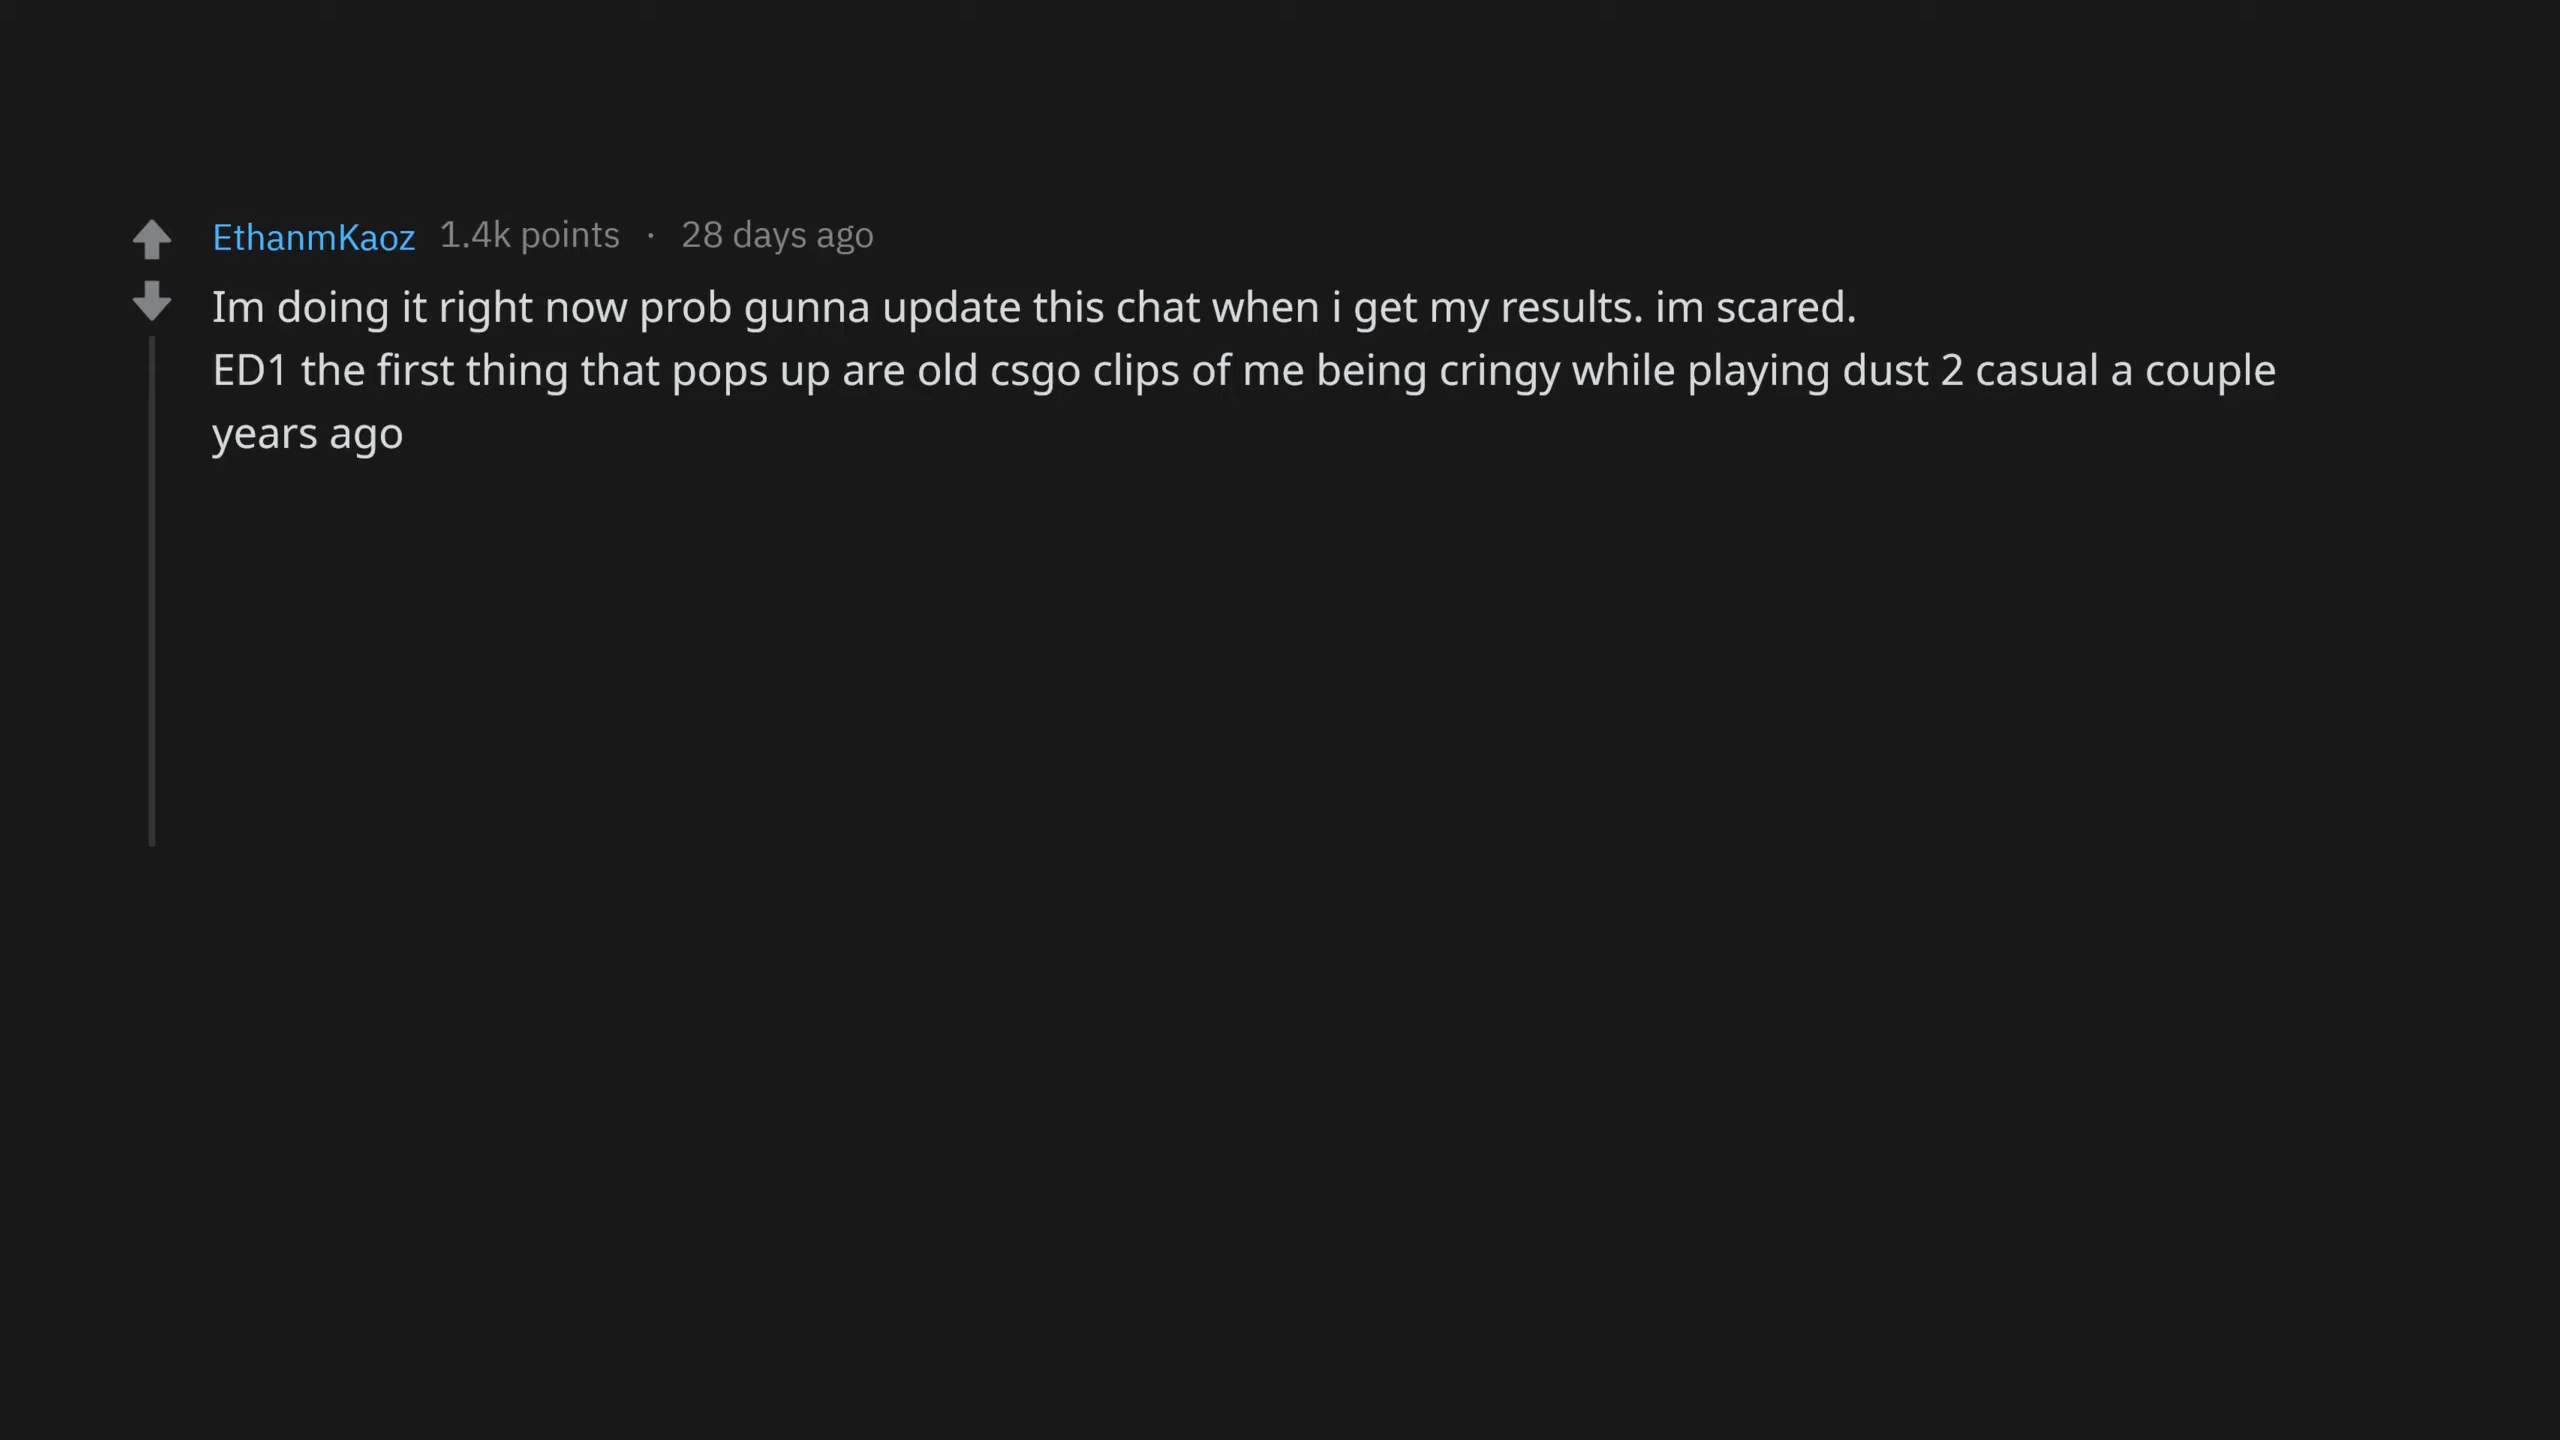 EthanmKaoz 1.4k points · 28 days ago
Im doing it right now prob gunna update this chat when i get my results. im scared.
ED1 the first thing that pops up are old csgo clips of me being cringy while playing dust 2 casual a couple
years ago